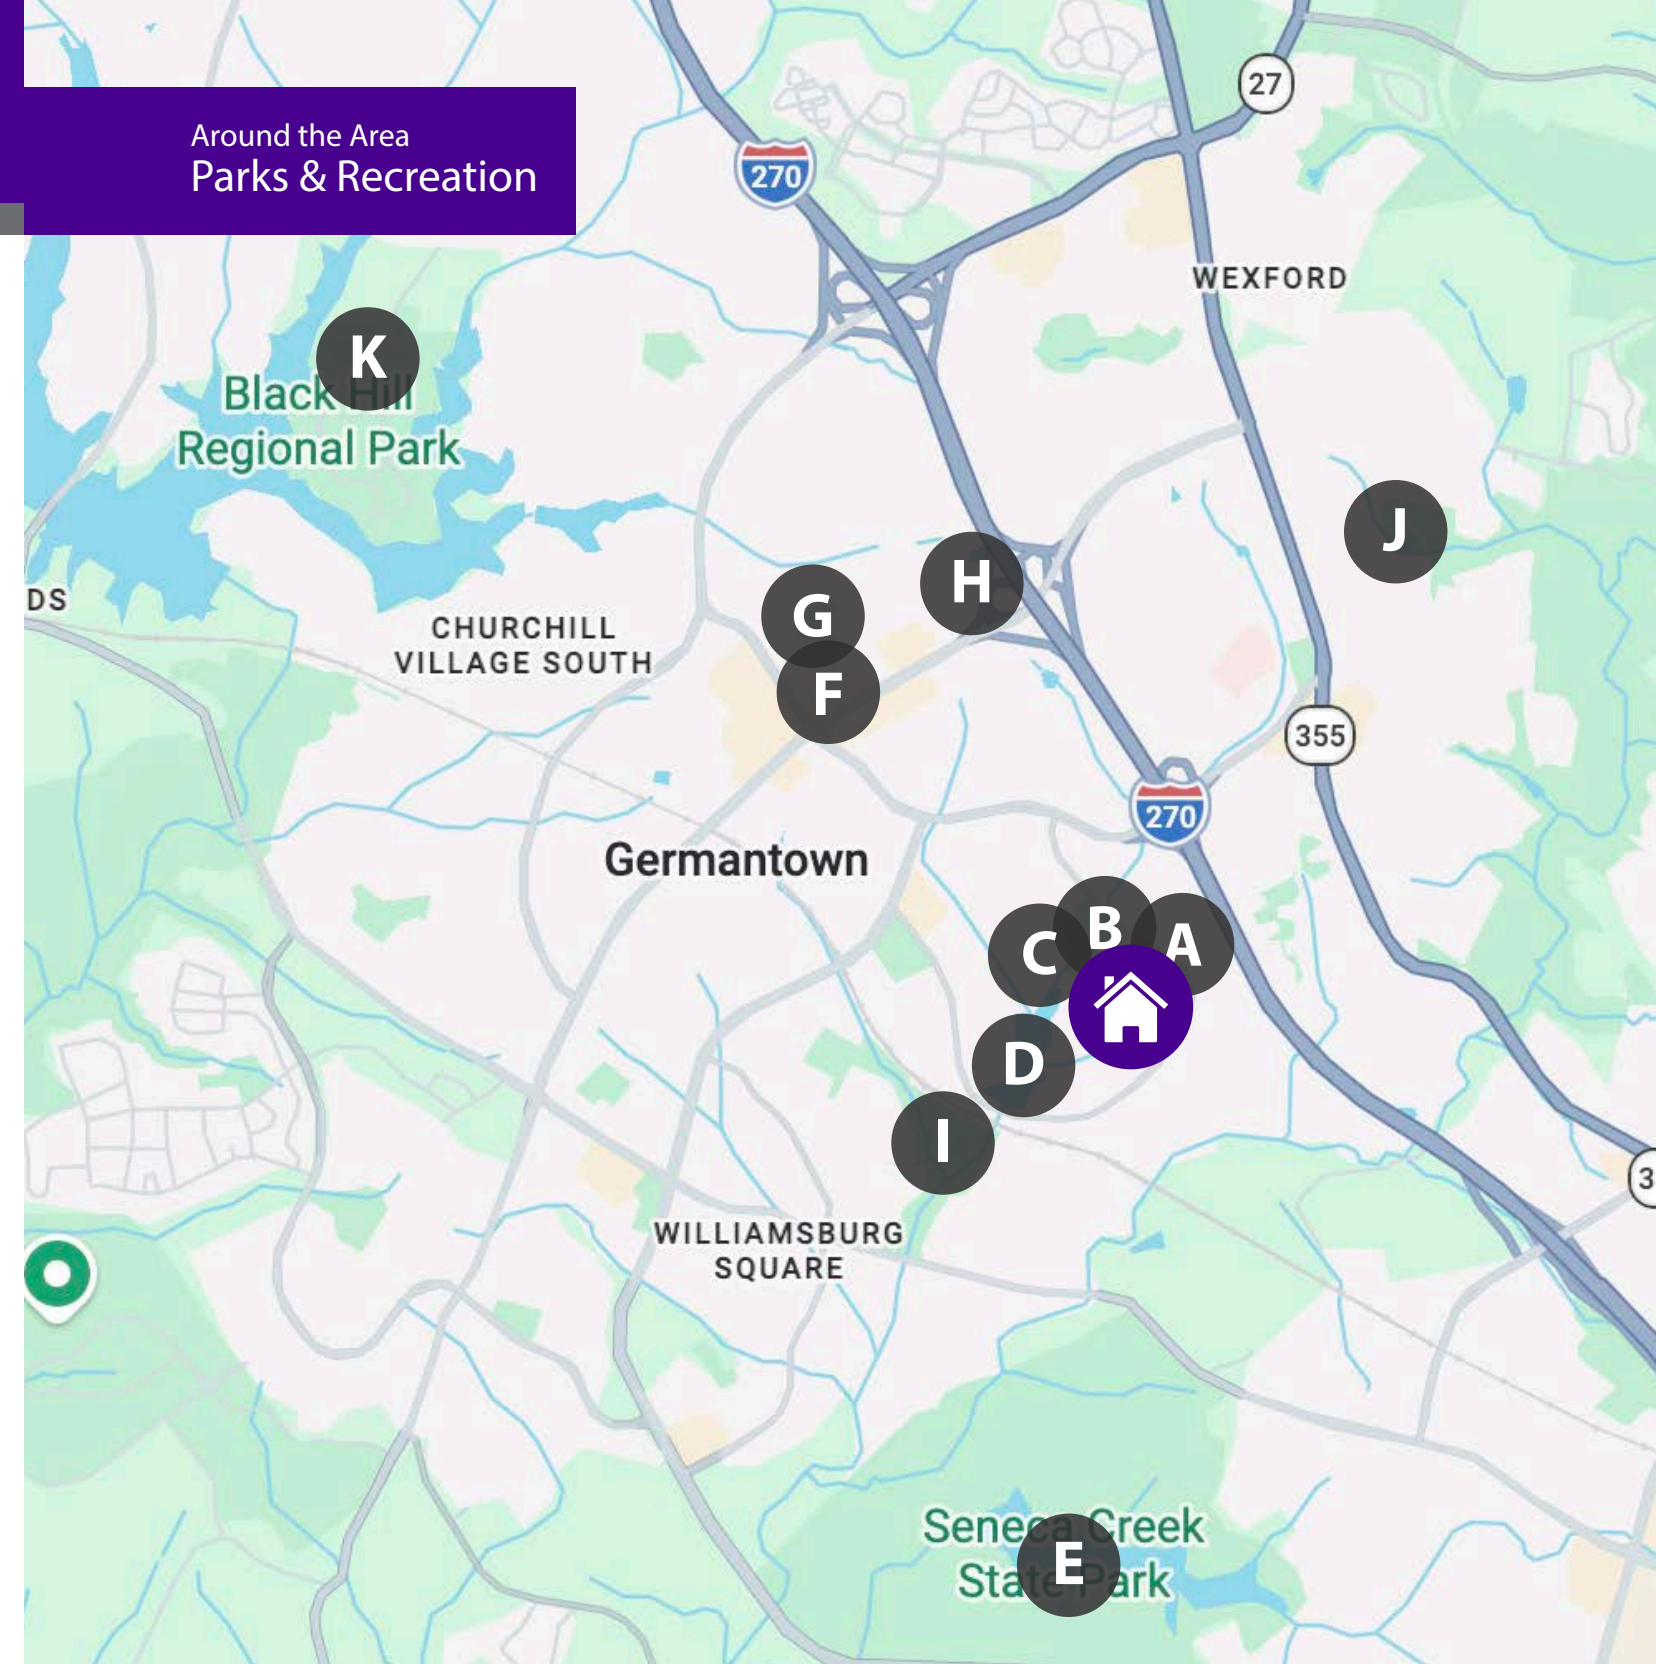 Around the Area
Parks & Recreation
27
270
WEXFORD
K
Black Hill
Regional Park
J
H
G
DS
CHURCHILL
VILLAGE SOUTH
F
355
270
Germantown
B
A
C
D
I
3
WILLIAMSBURG
SQUARE
Seneca Creek
State Park
E